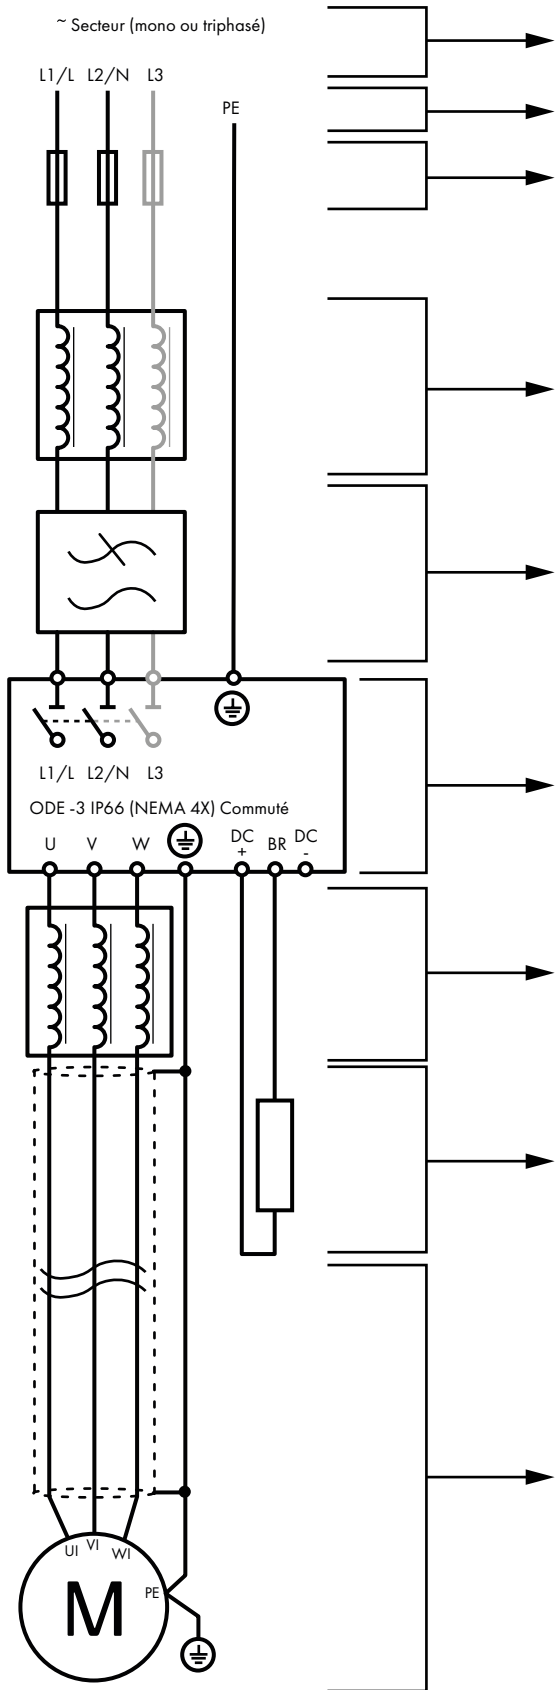 ~ Secteur (mono ou triphasé)
L1/L L2/N L3
PE
L1/L L2/N L3
ODE -3 IP66 (NEMA 4X) Commuté
U V W DC + BR DC -
UI VI WI
PE
M